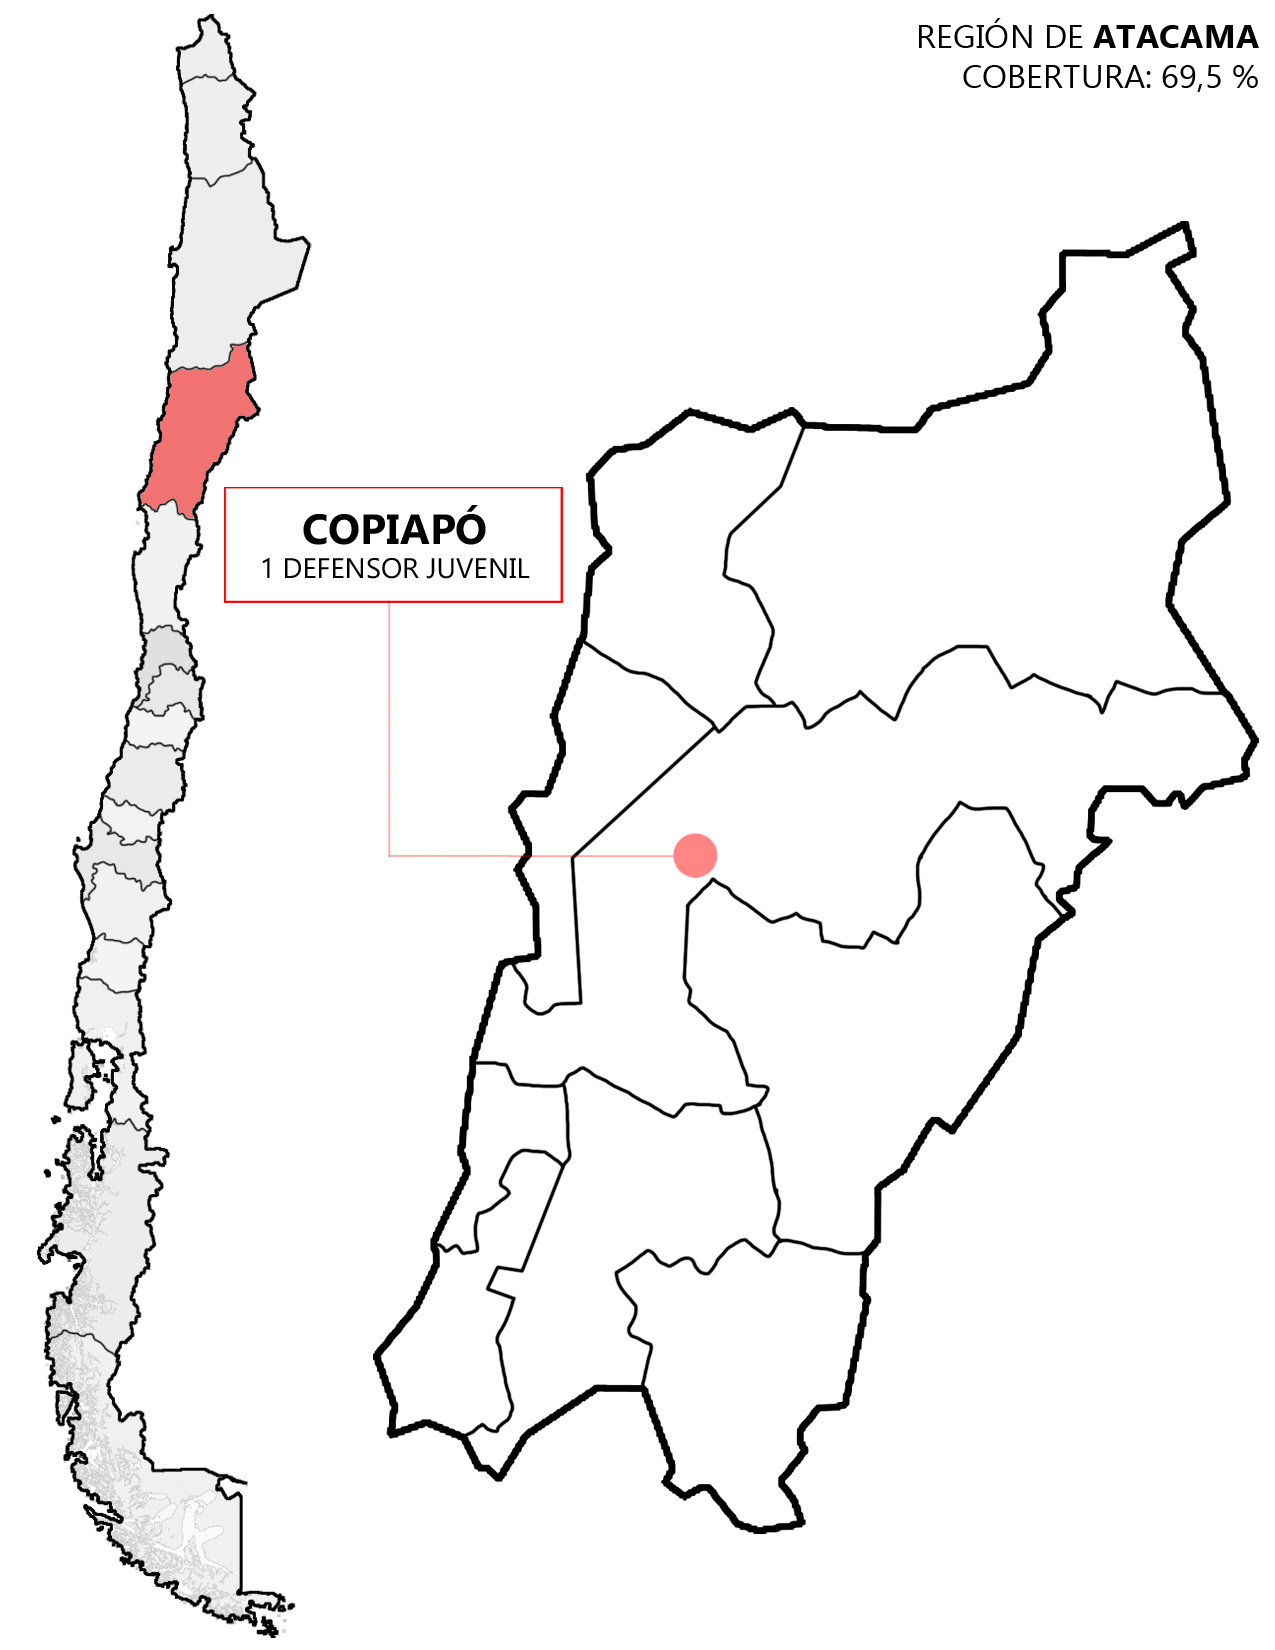 REGIÓN DE ATACAMA
COBERTURA: 69,5 %
COPIAPÓ
1 DEFENSOR JUVENIL